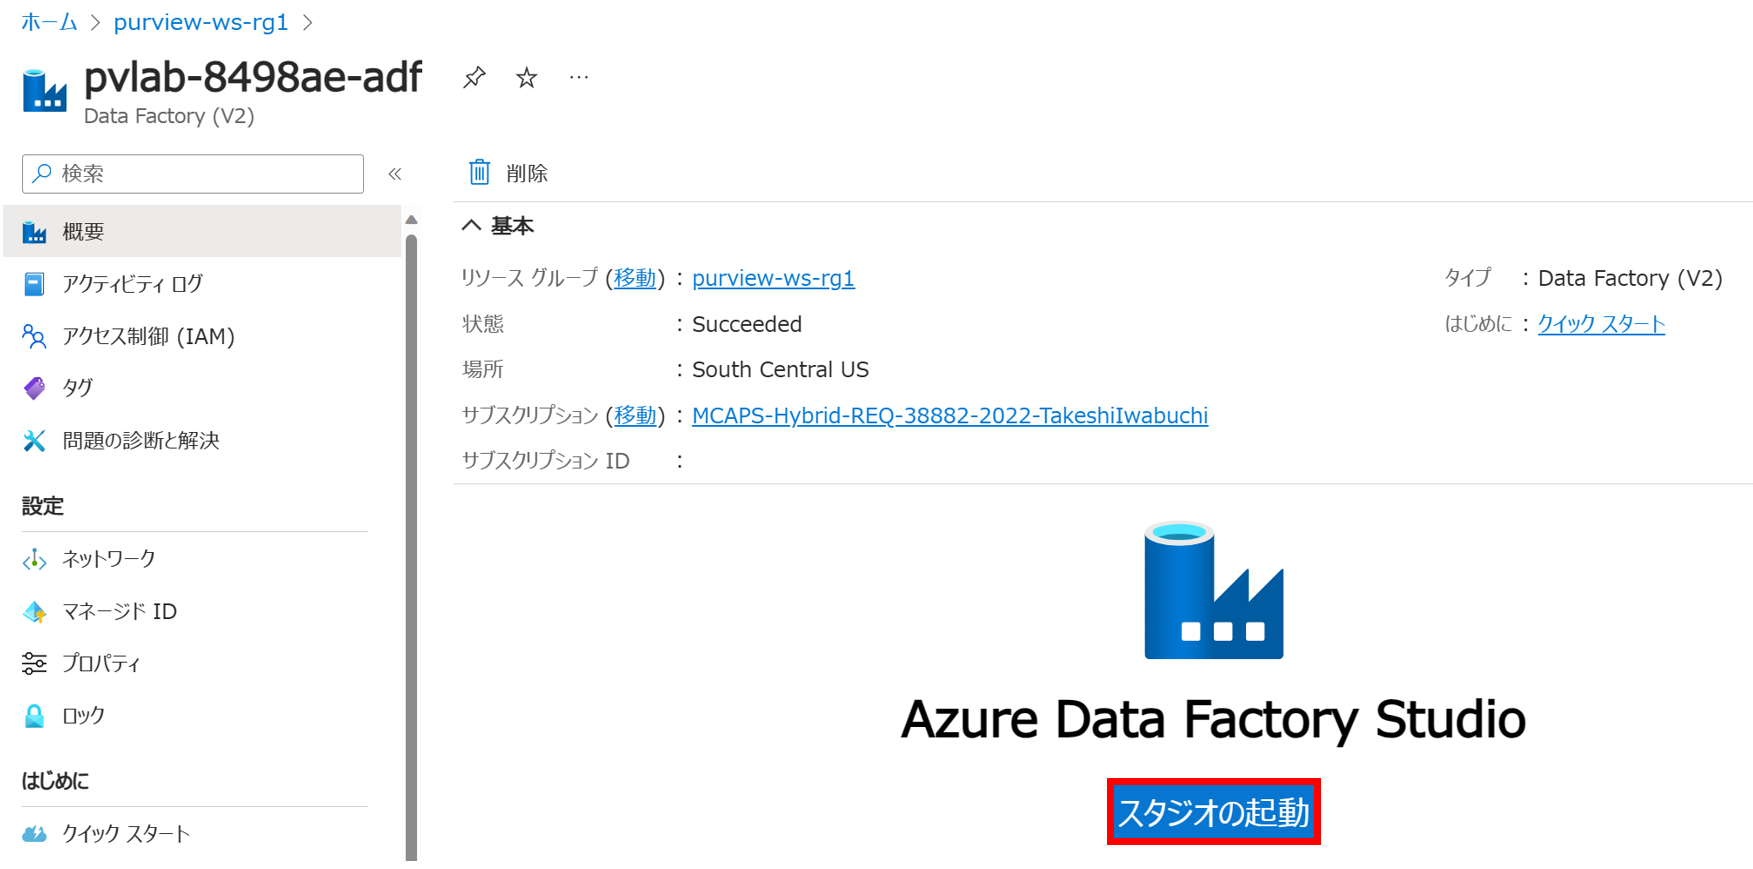 ホーム > purview-ws-rg1 >
pvlab-8498ae-adf
Data Factory (V2)
検索
概要
アクティビティ ログ
アクセス制御 (IAM)
タグ
問題の診断と解決
設定
ネットワーク
マネージド ID
プロパティ
ロック
はじめに
クイック スタート
削除
基本
リソース グループ (移動) : purview-ws-rg1
状態 : Succeeded
場所 : South Central US
サブスクリプション (移動) : MCAPS-Hybrid-REQ-38882-2022-TakeshiIwabuchi
サブスクリプション ID :
タイプ : Data Factory (V2)
はじめに : クイック スタート
Azure Data Factory Studio
スタジオの起動